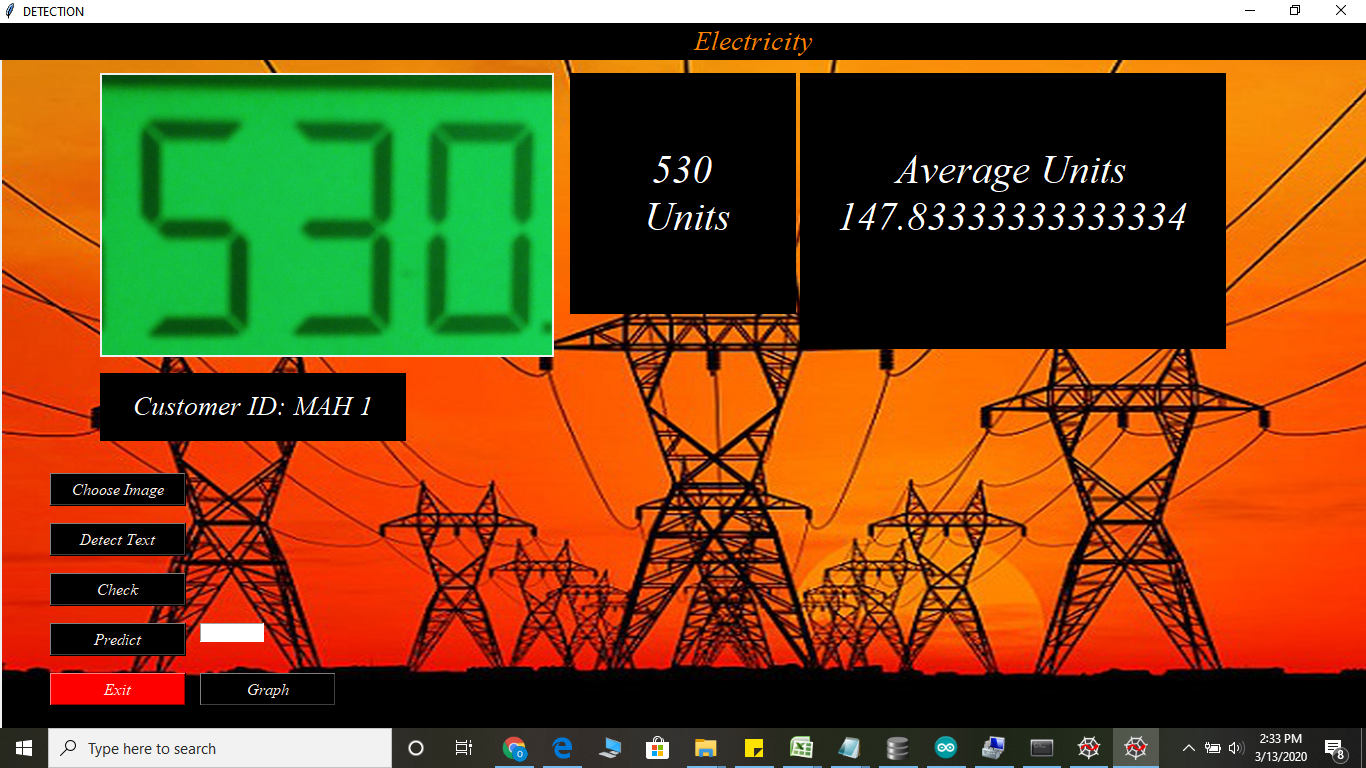 DETECTION
Electricity
530.
530
Units
Average Units
147.83333333333334
Customer ID: MAH 1
Choose Image
Detect Text
Check
Predict
Exit
Graph
Type here to search
0
2:33 PM
3/13/2020
8